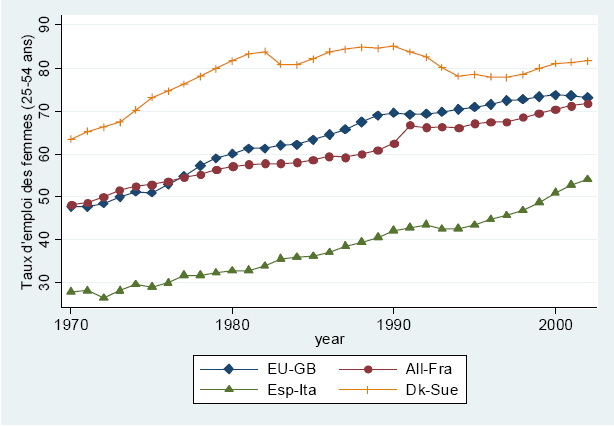 Taux d'emploi des femmes (25-54 ans)
90
80
70
60
50
40
30
1970 1980 1990 2000
year
EU-GB All-Fra
Esp-Ita Dk-Sue